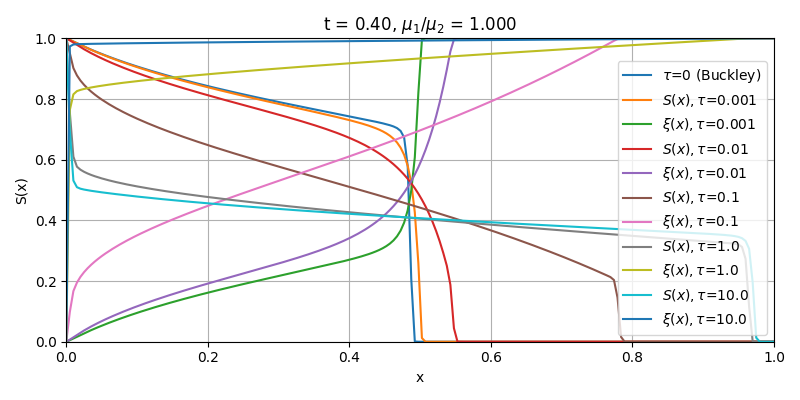 t = 0.40, μ₁/μ₂ = 1.000
S(x)
1.0
0.8
0.6
0.4
0.2
0.0
τ=0 (Buckley)
S(x), τ=0.001
ξ(x), τ=0.001
S(x), τ=0.01
ξ(x), τ=0.01
S(x), τ=0.1
ξ(x), τ=0.1
S(x), τ=1.0
ξ(x), τ=1.0
S(x), τ=10.0
ξ(x), τ=10.0
0.0 0.2 0.4 0.6 0.8 1.0
x